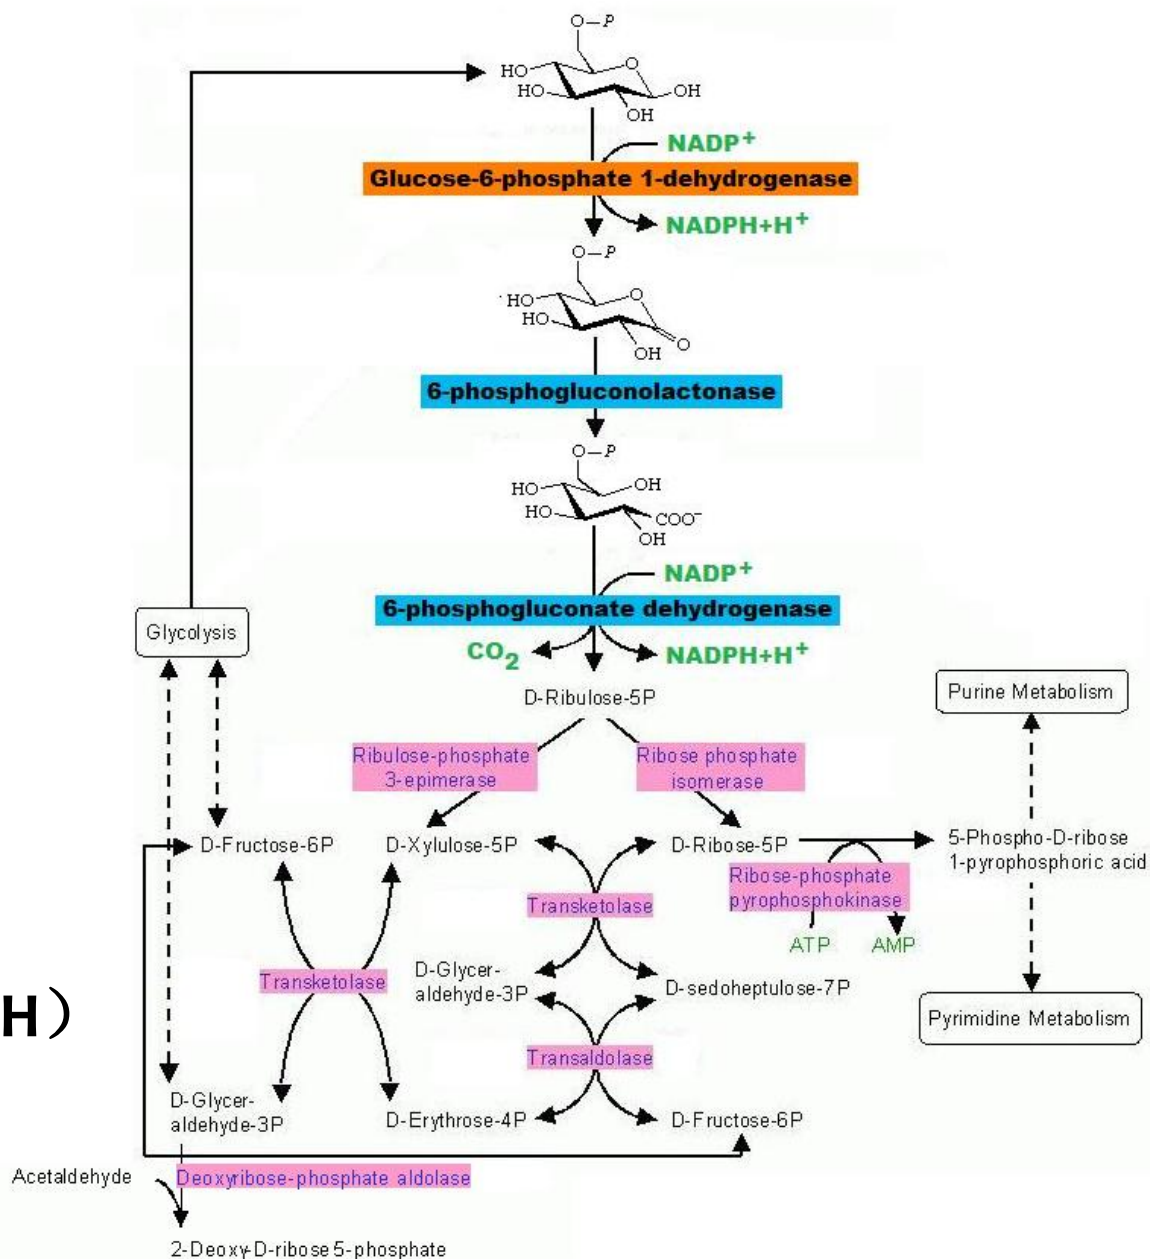 O–P
HO
O
HO
OH
OH
NADP+
Glucose-6-phosphate 1-dehydrogenase
NADPH+H+
O–P
HO
O
HO
OH
O
6-phosphogluconolactonase
O–P
HO
OH
HO
COO−
OH
NADP+
6-phosphogluconate dehydrogenase
Glycolysis
CO2
NADPH+H+
D-Ribulose-5P
Purine Metabolism
Ribulose-phosphate
3-epimerase
Ribose phosphate
isomerase
D-Fructose-6P
D-Xylulose-5P
D-Ribose-5P
5-Phospho-D-ribose
1-pyrophosphoric acid
Ribose-phosphate
pyrophosphokinase
Transketolase
ATP
AMP
Transketolase
D-Glycer-
aldehyde-3P
D-sedoheptulose-7P
H）
Pyrimidine Metabolism
Transaldolase
D-Glycer-
aldehyde-3P
D-Erythrose-4P
D-Fructose-6P
Acetaldehyde
Deoxyribose-phosphate aldolase
2-Deoxy-D-ribose 5-phosphate